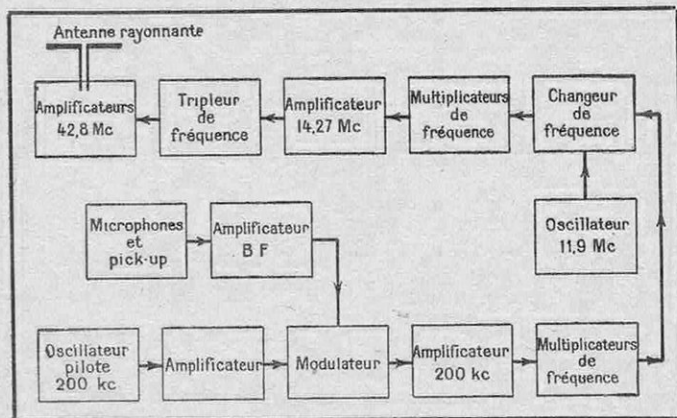 Antenne rayonnante
Amplificateurs
42,8 Mc
Tripleur
de
fréquence
Amplificateur
14,27 Mc
Multiplicateurs
de
fréquence
Changeur
de
fréquence
Microphones
et
pick-up
Amplificateur
B F
Oscillateur
11,9 Mc
Oscillateur
pilote
200 kc
Amplificateur
Modulateur
Amplificateur
200 kc
Multiplicateurs
de
fréquence